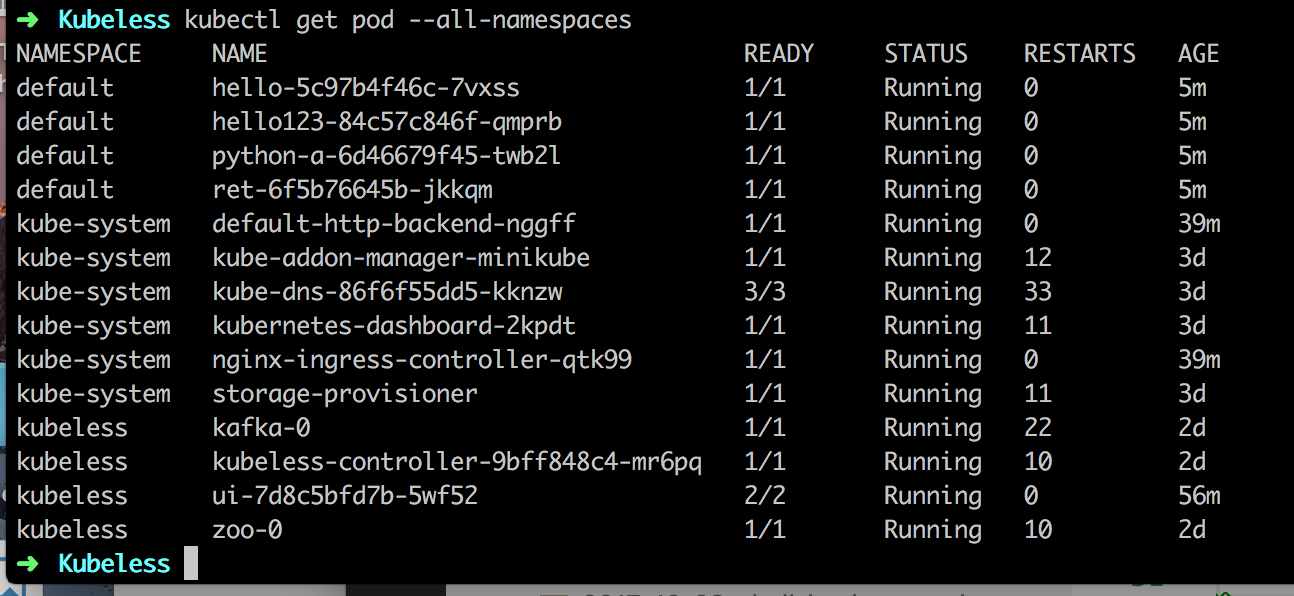 ➜ Kubeless kubectl get pod --all-namespaces
NAMESPACE NAME READY STATUS RESTARTS AGE
default hello-5c97b4f46c-7vxss 1/1 Running 0 5m
default hello123-84c57c846f-qmprb 1/1 Running 0 5m
default python-a-6d46679f45-twb2l 1/1 Running 0 5m
default ret-6f5b76645b-jkkqm 1/1 Running 0 5m
kube-system default-http-backend-nggff 1/1 Running 0 39m
kube-system kube-addon-manager-minikube 1/1 Running 12 3d
kube-system kube-dns-86f6f55dd5-kknzw 3/3 Running 33 3d
kube-system kubernetes-dashboard-2kpdt 1/1 Running 11 3d
kube-system nginx-ingress-controller-qtk99 1/1 Running 0 39m
kube-system storage-provisioner 1/1 Running 11 3d
kubeless kafka-0 1/1 Running 22 2d
kubeless kubeless-controller-9bff848c4-mr6pq 1/1 Running 10 2d
kubeless ui-7d8c5bfd7b-5wf52 2/2 Running 0 56m
kubeless zoo-0 1/1 Running 10 2d
➜ Kubeless